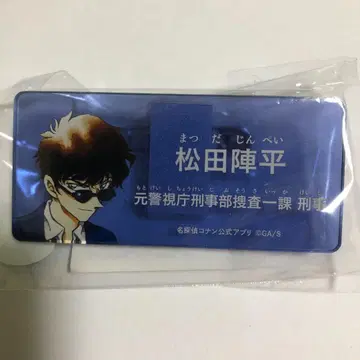 まつ だ じん ぺい
松田陣平
もと けい し ちょうけい じ ぶ そう さ いっ か けい じ
元警視庁刑事部捜査一課 刑事
名探偵コナン公式アプリ ©GA/S